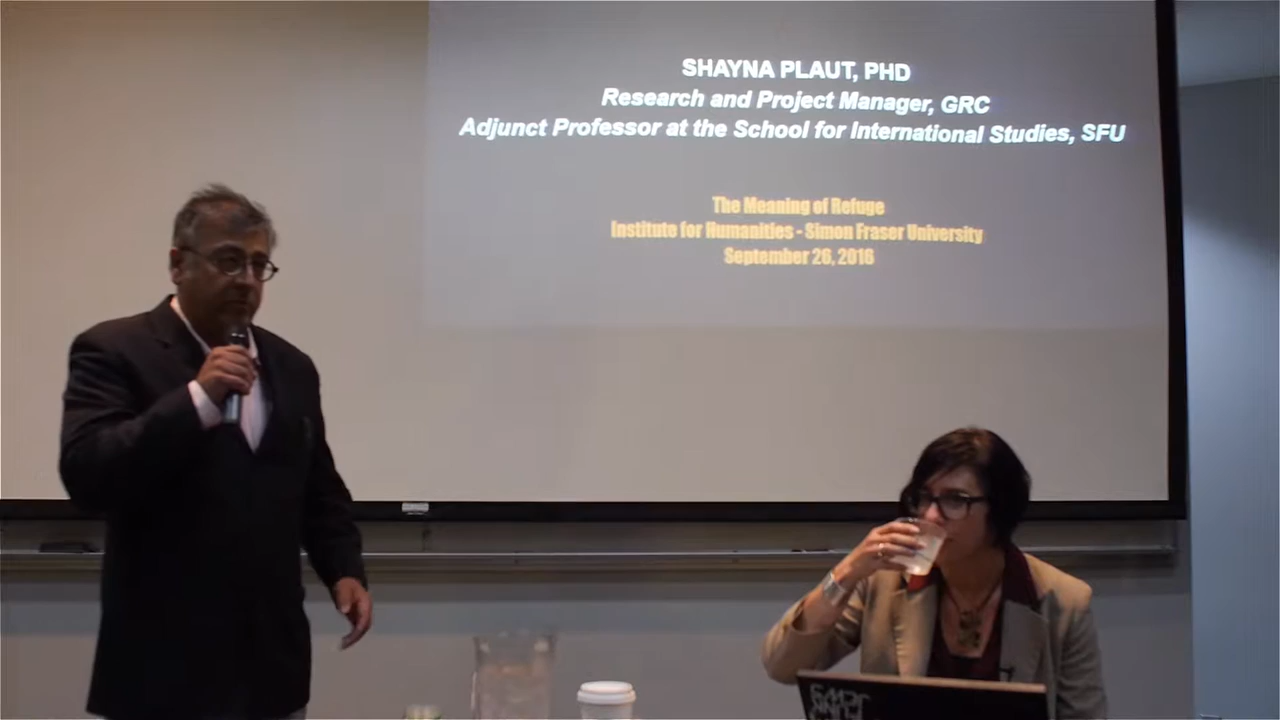 SHAYNA PLAUT, PHD
Research and Project Manager, GRC
Adjunct Professor at the School for International Studies, SFU
The Meaning of Refuge
Institute for Humanities - Simon Fraser University
September 26, 2016